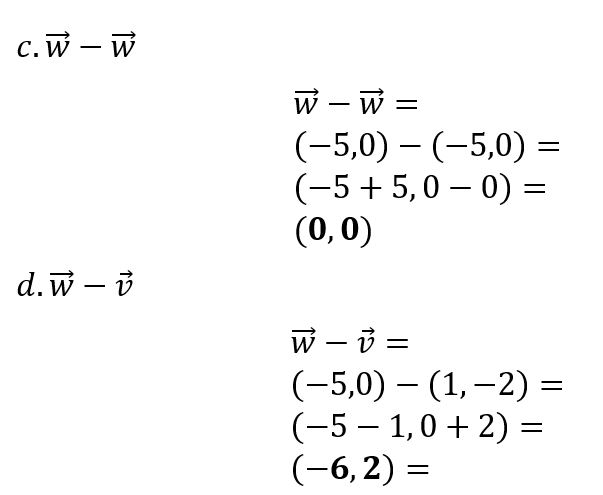 c. w⃗ − w⃗
w⃗ − w⃗ =
(−5,0) − (−5,0) =
(−5 + 5, 0 − 0) =
(0, 0)
d. w⃗ − v⃗
w⃗ − v⃗ =
(−5,0) − (1, −2) =
(−5 − 1, 0 + 2) =
(−6, 2) =